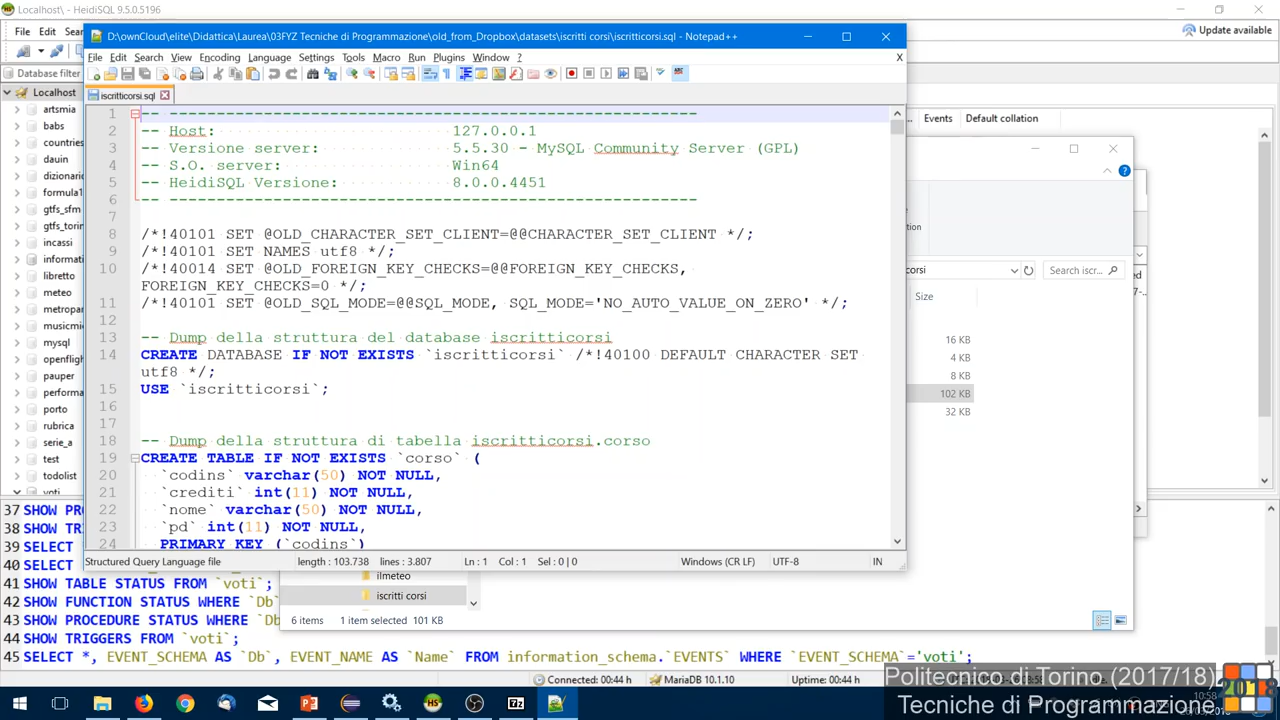 Localhost\ - HeidiSQL 9.5.0.5196
File Edit Sear
Update available
D:\ownCloud\elite\Didattica\Laurea\03FYZ Tecniche di Programmazione\old_from_Dropbox\datasets\iscritti corsi\iscritticorsi.sql - Notepad++
File Edit Search View Encoding Language Settings Tools Macro Run Plugins Window ? X
Database filter
iscritticorsi.sql
Localhost
artsmia
babs
countries
dauin
dizionario
formula1
gtfs_sfm
gtfs_torin
incassi
informati
libretto
meteo
metropar
musicmi
mysql
openflight
pauper
performa
porto
rubrica
serie_a
test
todolist
voti
1 -- --------------------------------------------------------
2 -- Host: 127.0.0.1
3 -- Versione server: 5.5.30 - MySQL Community Server (GPL)
4 -- S.O. server: Win64
5 -- HeidiSQL Versione: 8.0.0.4451
6 -- --------------------------------------------------------
7
8 /*!40101 SET @OLD_CHARACTER_SET_CLIENT=@@CHARACTER_SET_CLIENT */;
9 /*!40101 SET NAMES utf8 */;
10 /*!40014 SET @OLD_FOREIGN_KEY_CHECKS=@@FOREIGN_KEY_CHECKS,
FOREIGN_KEY_CHECKS=0 */;
11 /*!40101 SET @OLD_SQL_MODE=@@SQL_MODE, SQL_MODE='NO_AUTO_VALUE_ON_ZERO' */;
12
13 -- Dump della struttura del database iscritticorsi
14 CREATE DATABASE IF NOT EXISTS `iscritticorsi` /*!40100 DEFAULT CHARACTER SET
utf8 */;
15 USE `iscritticorsi`;
16
17
18 -- Dump della struttura di tabella iscritticorsi.corso
19 CREATE TABLE IF NOT EXISTS `corso` (
20 `codins` varchar(50) NOT NULL,
21 `crediti` int(11) NOT NULL,
22 `nome` varchar(50) NOT NULL,
23 `pd` int(11) NOT NULL,
24 PRIMARY KEY (`codins`)
Structured Query Language file length : 103.738 lines : 3.807 Ln : 1 Col : 1 Sel : 0 | 0 Windows (CR LF) UTF-8 IN
Events Default collation
corsi
Search iscr...
Size
16 KB
4 KB
8 KB
102 KB
32 KB
ilmeteo
iscritti corsi
6 items 1 item selected 101 KB
37 SHOW PR
38 SHOW TR
39 SELECT
40 SELECT
41 SHOW TABLE STATUS FROM `voti`;
42 SHOW FUNCTION STATUS WHERE `Db
43 SHOW PROCEDURE STATUS WHERE `Db
44 SHOW TRIGGERS FROM `voti`;
45 SELECT *, EVENT_SCHEMA AS `Db`, EVENT_NAME AS `Name` FROM information_schema.`EVENTS` WHERE `EVENT_SCHEMA`='voti';
Connected: 00:44 h MariaDB 10.1.10 Uptime: 00:44 h
Politecnico di Torino (2017/18)
Tecniche di Programmazione
10:58
2018